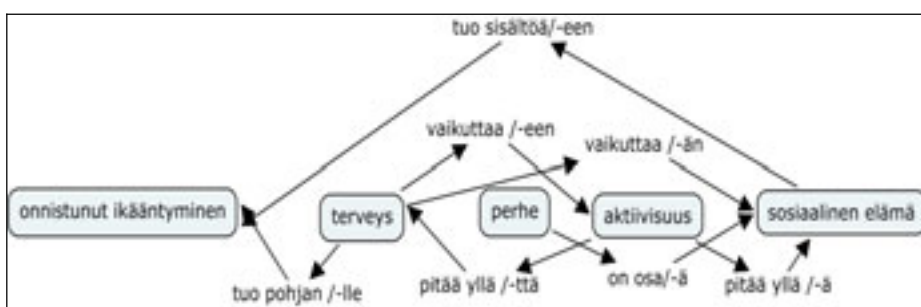 tuo sisältöä/-een
vaikuttaa /-een
vaikuttaa /-än
onnistunut ikääntyminen
terveys
perhe
aktiivisuus
sosiaalinen elämä
tuo pohjan /-lle
pitää yllä /-ttä
on osa/-ä
pitää yllä /-ä